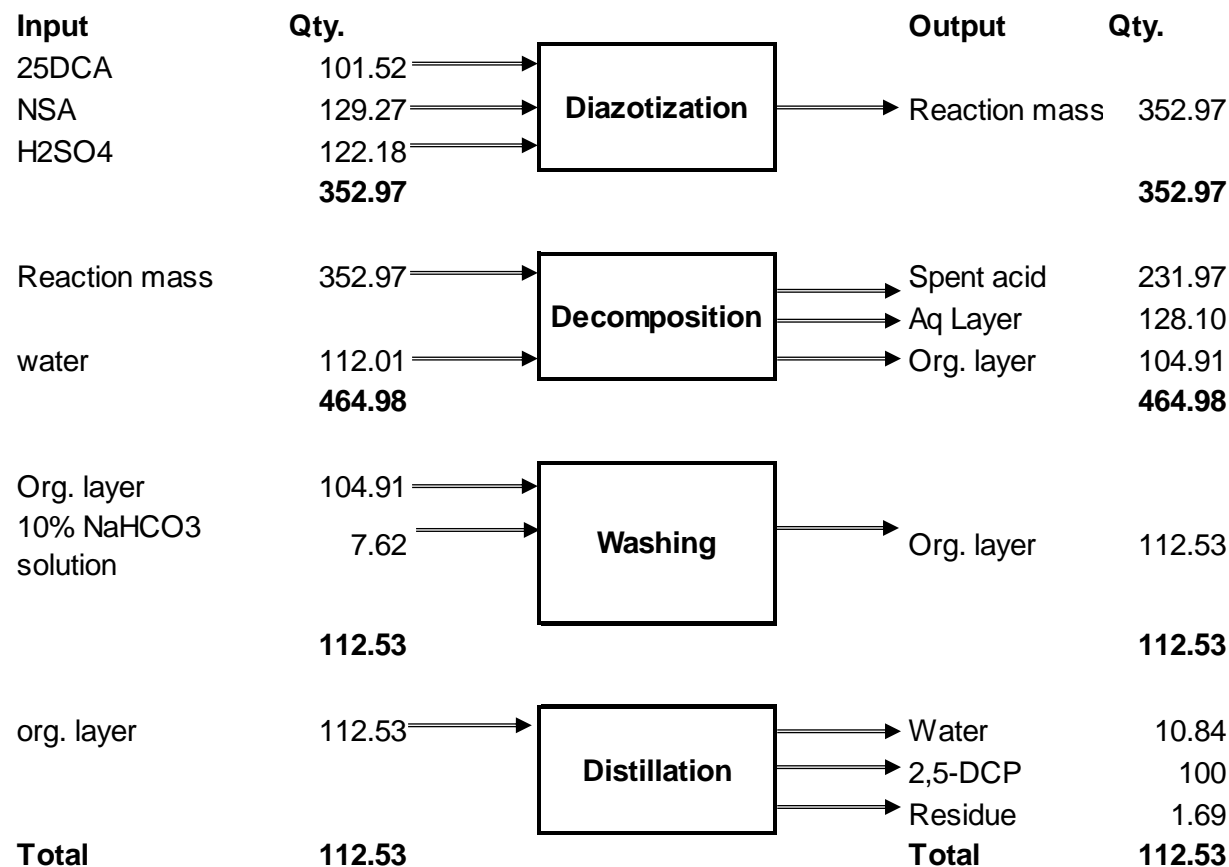 Input Qty. Output Qty.
25DCA 101.52
NSA 129.27 Diazotization Reaction mass 352.97
H2SO4 122.18
352.97 352.97
Reaction mass 352.97 Spent acid 231.97
Decomposition Aq Layer 128.10
water 112.01 Org. layer 104.91
464.98 464.98
Org. layer 104.91
10% NaHCO3
solution 7.62 Washing Org. layer 112.53
112.53 112.53
org. layer 112.53 Water 10.84
Distillation 2,5-DCP 100
Residue 1.69
Total 112.53 Total 112.53